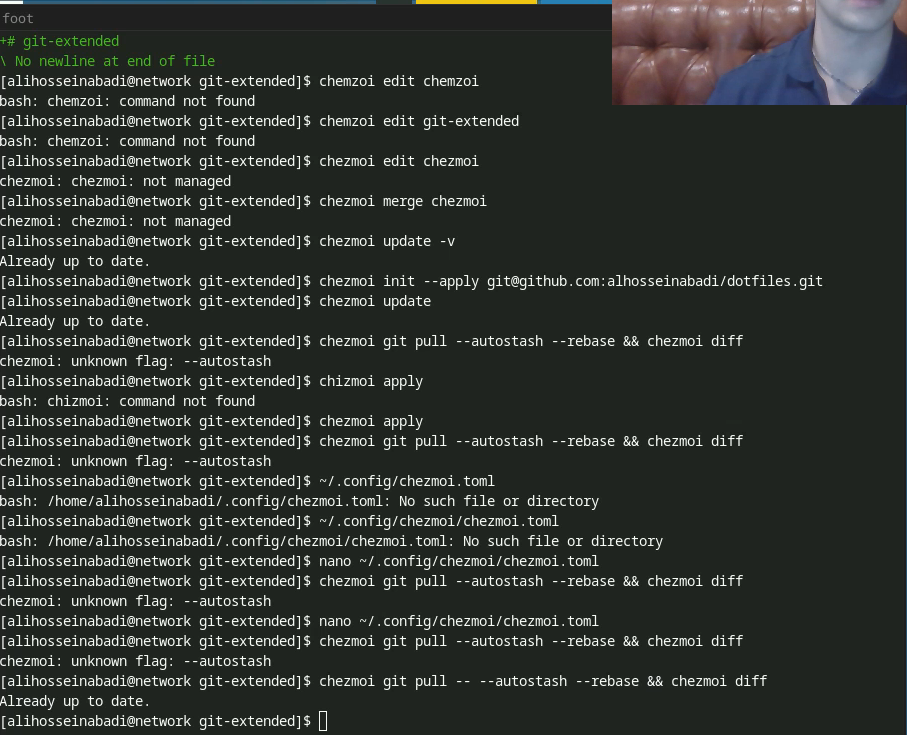 foot
+# git-extended
\ No newline at end of file
[alihosseinabadi@network git-extended]$ chemzoi edit chemzoi
bash: chemzoi: command not found
[alihosseinabadi@network git-extended]$ chemzoi edit git-extended
bash: chemzoi: command not found
[alihosseinabadi@network git-extended]$ chezmoi edit chezmoi
chezmoi: chezmoi: not managed
[alihosseinabadi@network git-extended]$ chezmoi merge chezmoi
chezmoi: chezmoi: not managed
[alihosseinabadi@network git-extended]$ chezmoi update -v
Already up to date.
[alihosseinabadi@network git-extended]$ chezmoi init --apply git@github.com:alhosseinabadi/dotfiles.git
[alihosseinabadi@network git-extended]$ chezmoi update
Already up to date.
[alihosseinabadi@network git-extended]$ chezmoi git pull --autostash --rebase && chezmoi diff
chezmoi: unknown flag: --autostash
[alihosseinabadi@network git-extended]$ chizmoi apply
bash: chizmoi: command not found
[alihosseinabadi@network git-extended]$ chezmoi apply
[alihosseinabadi@network git-extended]$ chezmoi git pull --autostash --rebase && chezmoi diff
chezmoi: unknown flag: --autostash
[alihosseinabadi@network git-extended]$ ~/.config/chezmoi.toml
bash: /home/alihosseinabadi/.config/chezmoi.toml: No such file or directory
[alihosseinabadi@network git-extended]$ ~/.config/chezmoi/chezmoi.toml
bash: /home/alihosseinabadi/.config/chezmoi/chezmoi.toml: No such file or directory
[alihosseinabadi@network git-extended]$ nano ~/.config/chezmoi/chezmoi.toml
[alihosseinabadi@network git-extended]$ chezmoi git pull --autostash --rebase && chezmoi diff
chezmoi: unknown flag: --autostash
[alihosseinabadi@network git-extended]$ nano ~/.config/chezmoi/chezmoi.toml
[alihosseinabadi@network git-extended]$ chezmoi git pull --autostash --rebase && chezmoi diff
chezmoi: unknown flag: --autostash
[alihosseinabadi@network git-extended]$ chezmoi git pull -- --autostash --rebase && chezmoi diff
Already up to date.
[alihosseinabadi@network git-extended]$